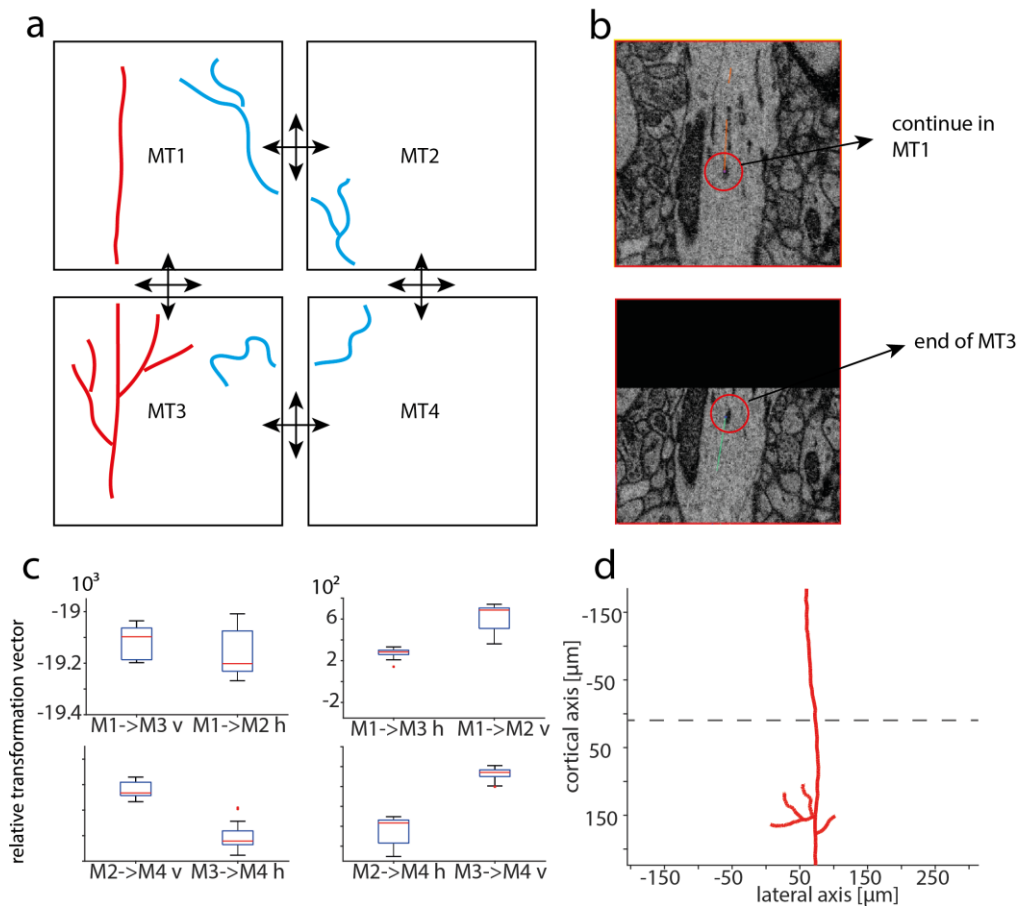 a
MT1
MT2
MT3
MT4
b
continue in
MT1
end of MT3
c
relative transformation vector
10³
-19
-19.2
-19.4
M1->M3 v
M1->M2 h
10²
6
2
-2
M1->M3 h
M1->M2 v
M2->M4 v
M3->M4 h
M2->M4 h
M3->M4 v
d
cortical axis [µm]
-150
-50
50
150
-150
-50
50
150
250
lateral axis [µm]